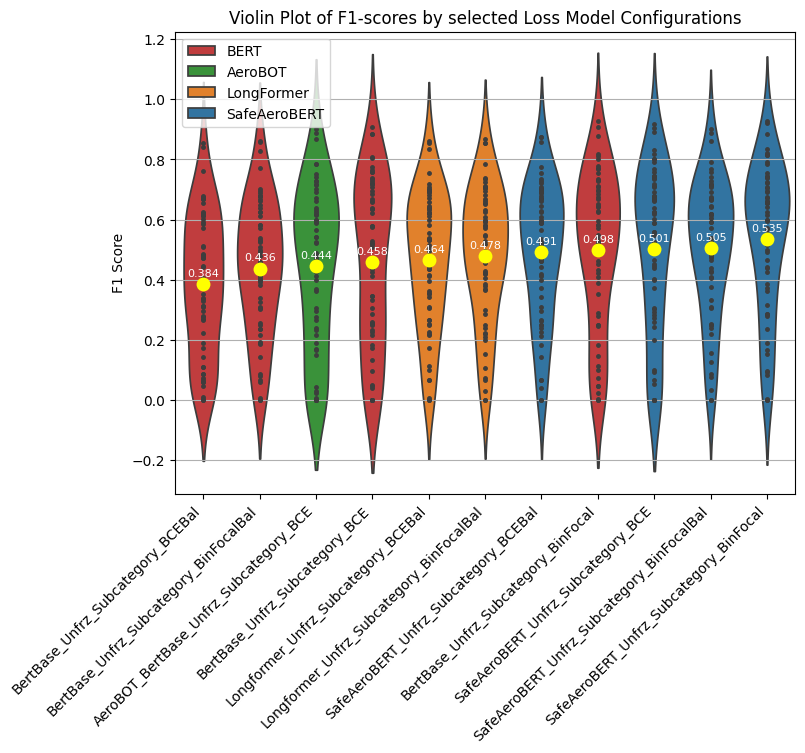 Violin Plot of F1-scores by selected Loss Model Configurations
BERT
AeroBOT
LongFormer
SafeAeroBERT
F1 Score
1.2
1.0
0.8
0.6
0.4
0.2
0.0
−0.2
0.384
0.436
0.444
0.458
0.464
0.478
0.491
0.498
0.501
0.505
0.535
BertBase_Unfrz_Subcategory_BCEBal
BertBase_Unfrz_Subcategory_BinFocalBal
AeroBOT_BertBase_Unfrz_Subcategory_BCE
BertBase_Unfrz_Subcategory_BCE
Longformer_Unfrz_Subcategory_BCEBal
Longformer_Unfrz_Subcategory_BinFocalBal
SafeAeroBERT_Unfrz_Subcategory_BCEBal
BertBase_Unfrz_Subcategory_BinFocal
SafeAeroBERT_Unfrz_Subcategory_BCE
SafeAeroBERT_Unfrz_Subcategory_BinFocalBal
SafeAeroBERT_Unfrz_Subcategory_BinFocal